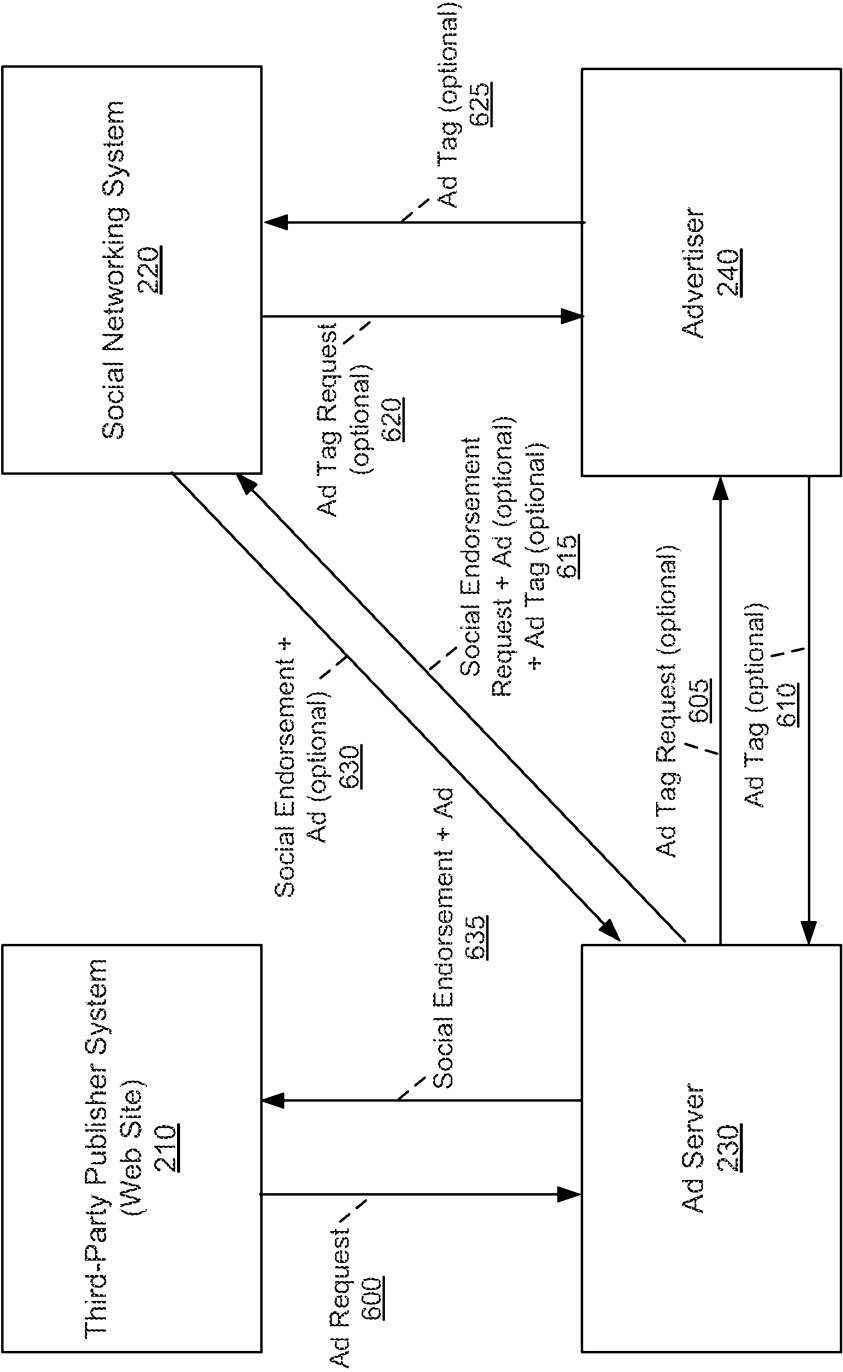 Third-Party Publisher System
(Web Site)
210
Social Networking System
220
Ad Request
600
Social Endorsement + Ad
635
Social Endorsement +
Ad (optional)
630
Social Endorsement
Request + Ad (optional)
+ Ad Tag (optional)
615
Ad Tag Request
(optional)
620
Ad Tag (optional)
625
Ad Server
230
Ad Tag Request (optional)
605
Ad Tag (optional)
610
Advertiser
240